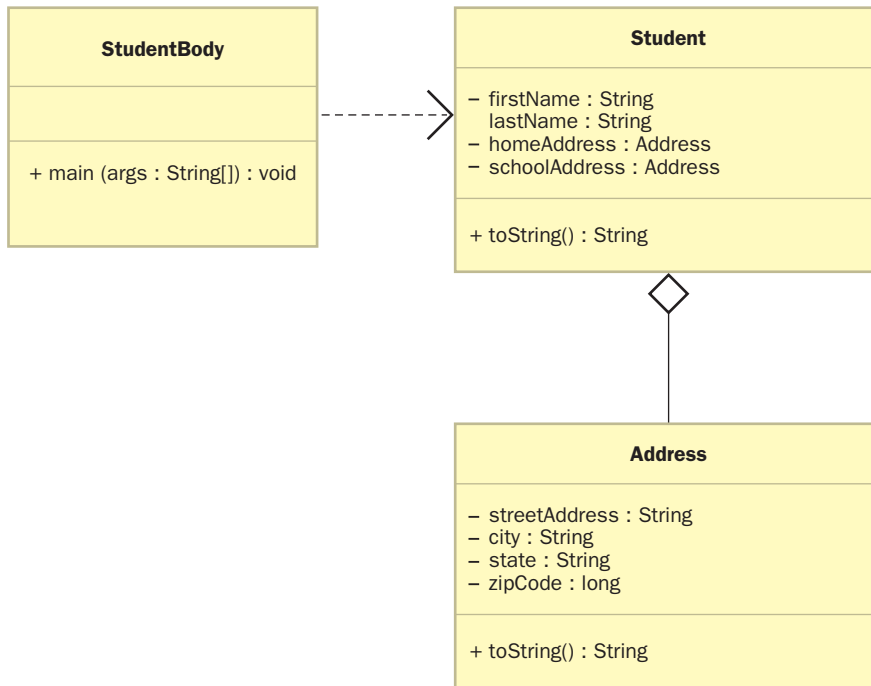 StudentBody
+ main (args : String[]) : void
Student
– firstName : String
lastName : String
– homeAddress : Address
– schoolAddress : Address
+ toString() : String
Address
– streetAddress : String
– city : String
– state : String
– zipCode : long
+ toString() : String